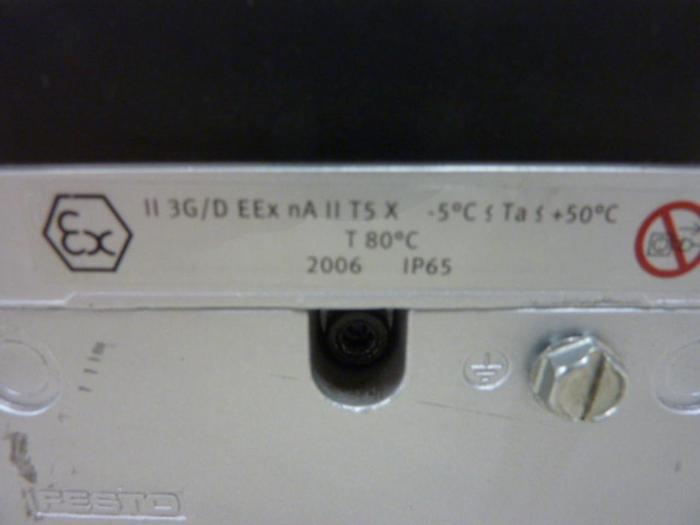 Ex II 3G/D EEx nA II T5 X -5°C ≤ Ta ≤ +50°C
T 80°C
2006 IP65
FESTO